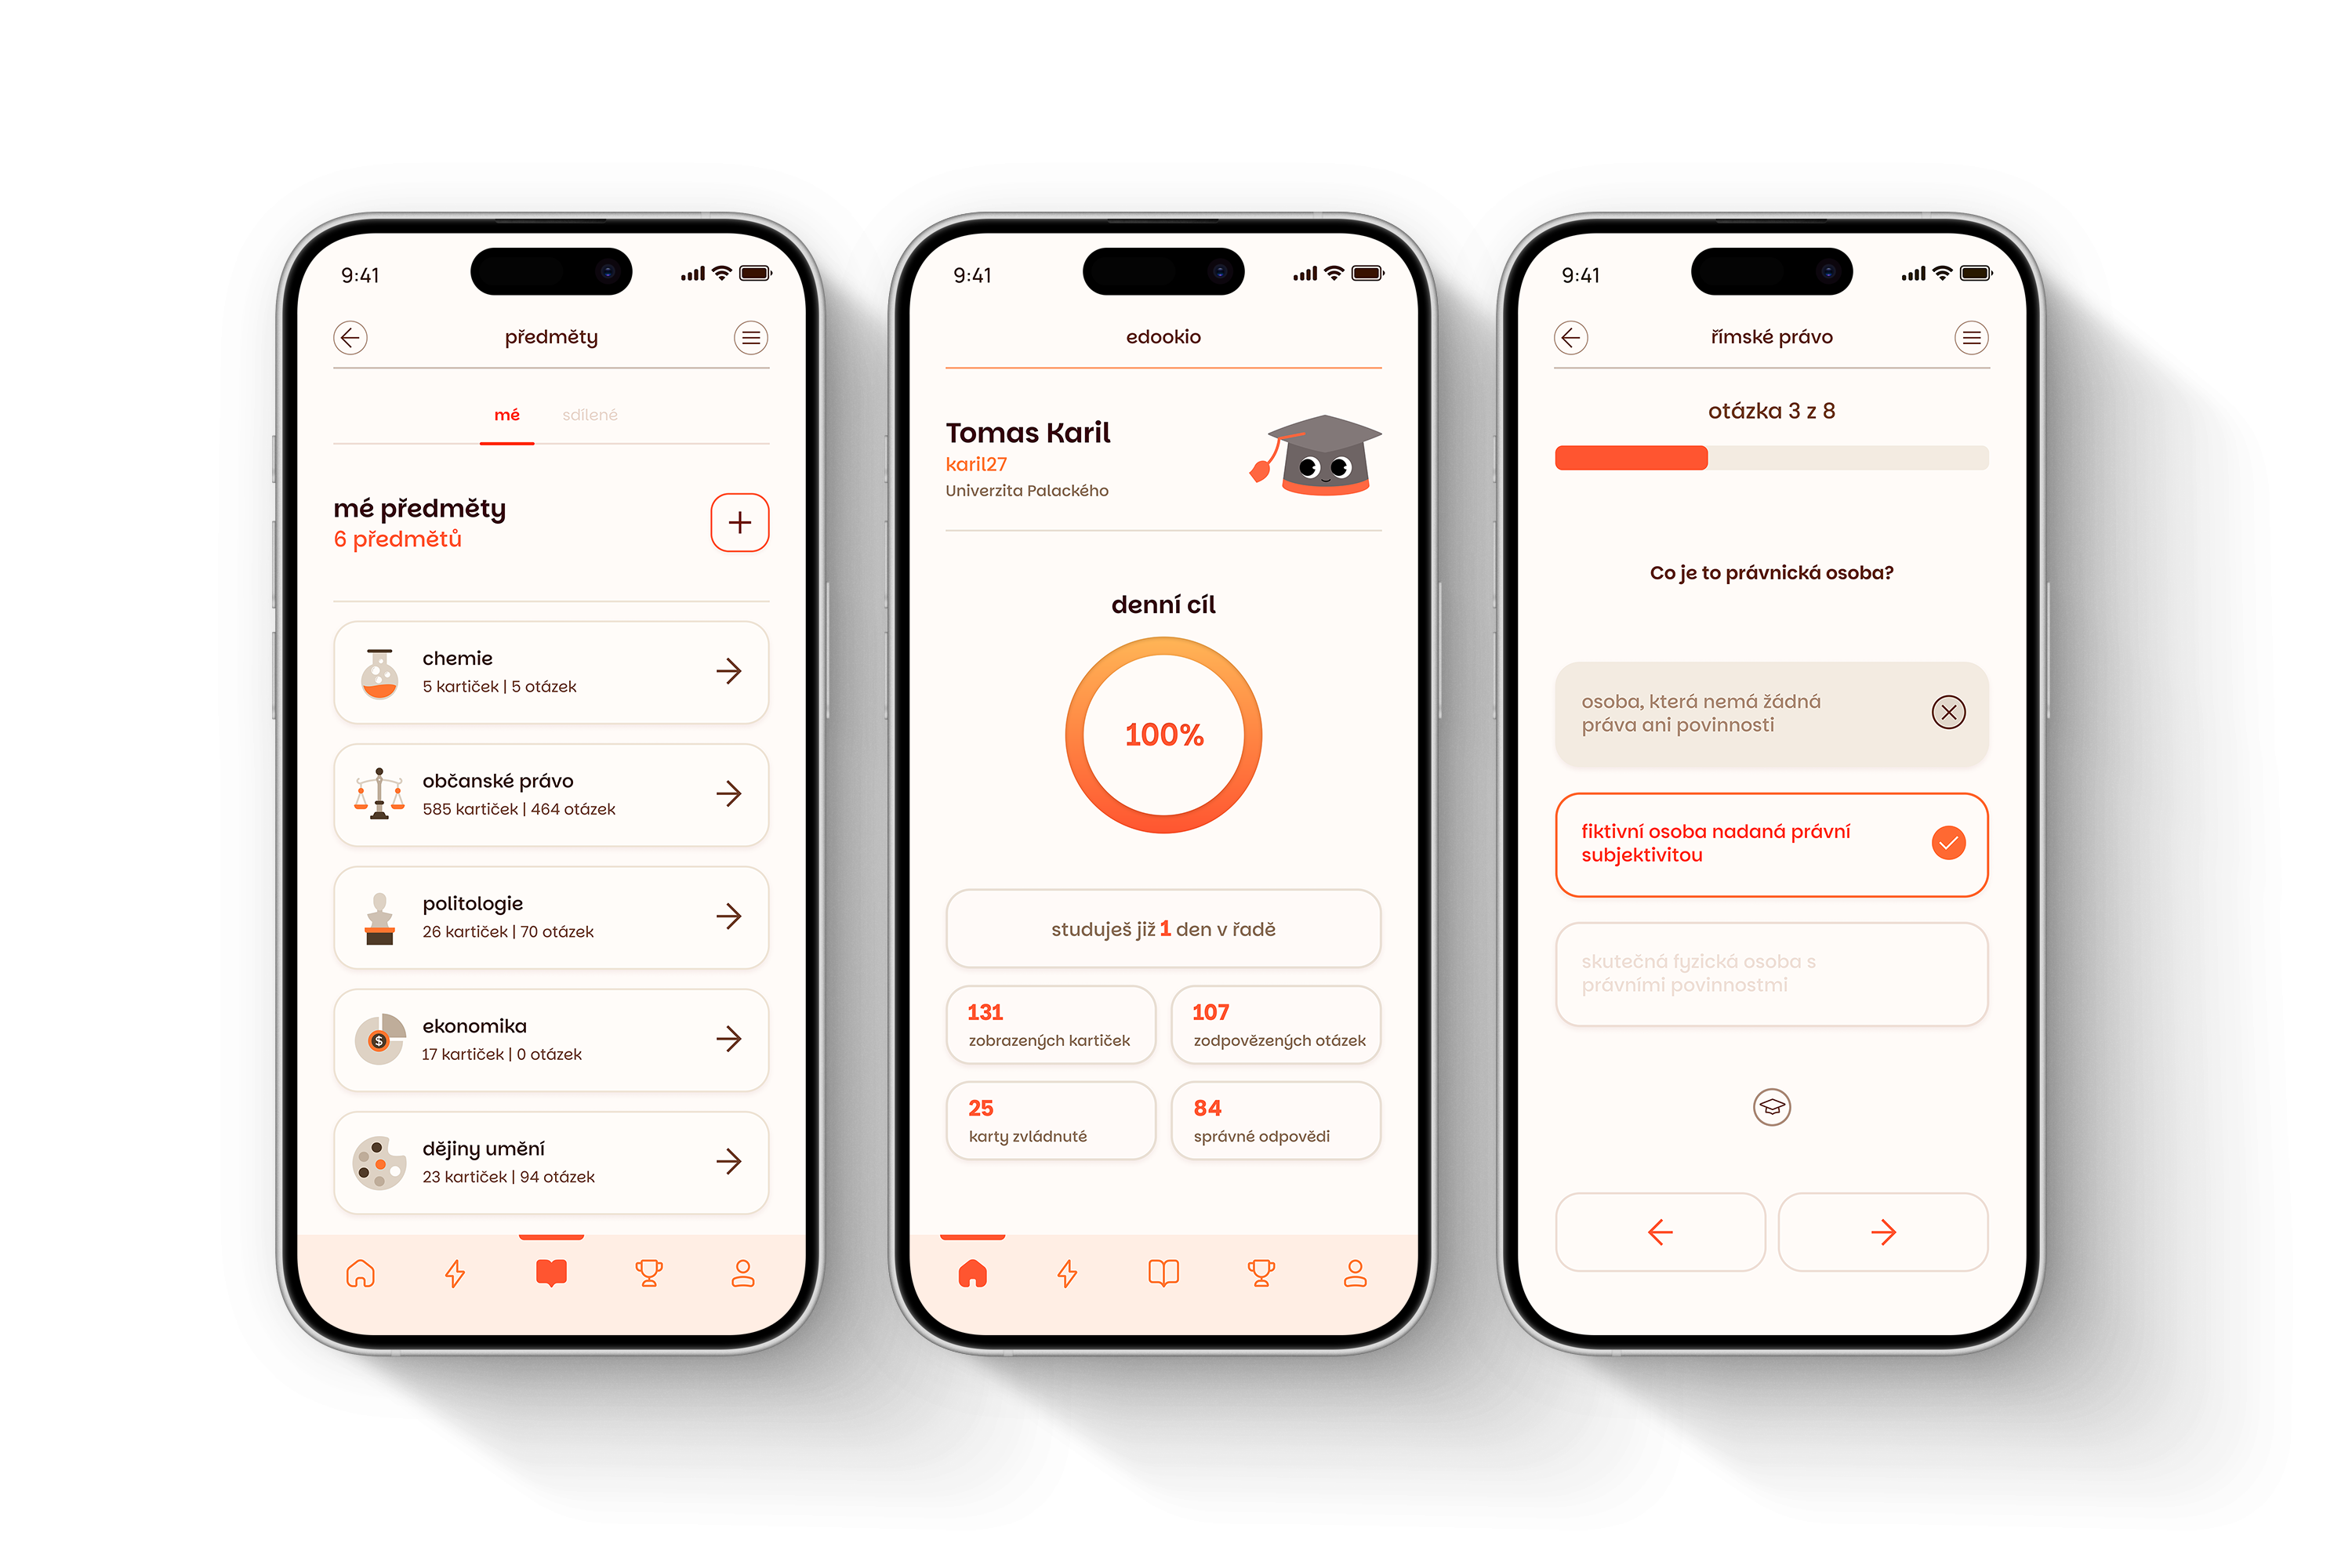 9:41
předměty
mé
sdílené
mé předměty
6 předmětů
chemie
5 kartiček | 5 otázek
občanské právo
585 kartiček | 464 otázek
politologie
26 kartiček | 70 otázek
$
ekonomika
17 kartiček | 0 otázek
dějiny umění
23 kartiček | 94 otázek
9:41
edookio
Tomas Karil
karil27
Univerzita Palackého
denní cíl
100%
studuješ již 1 den v řadě
131
zobrazených kartiček
107
zodpovězených otázek
25
karty zvládnuté
84
správné odpovědi
9:41
římské právo
otázka 3 z 8
Co je to právnická osoba?
osoba, která nemá žádná
práva ani povinnosti
fiktivní osoba nadaná právní
subjektivitou
skutečná fyzická osoba s
právními povinnostmi